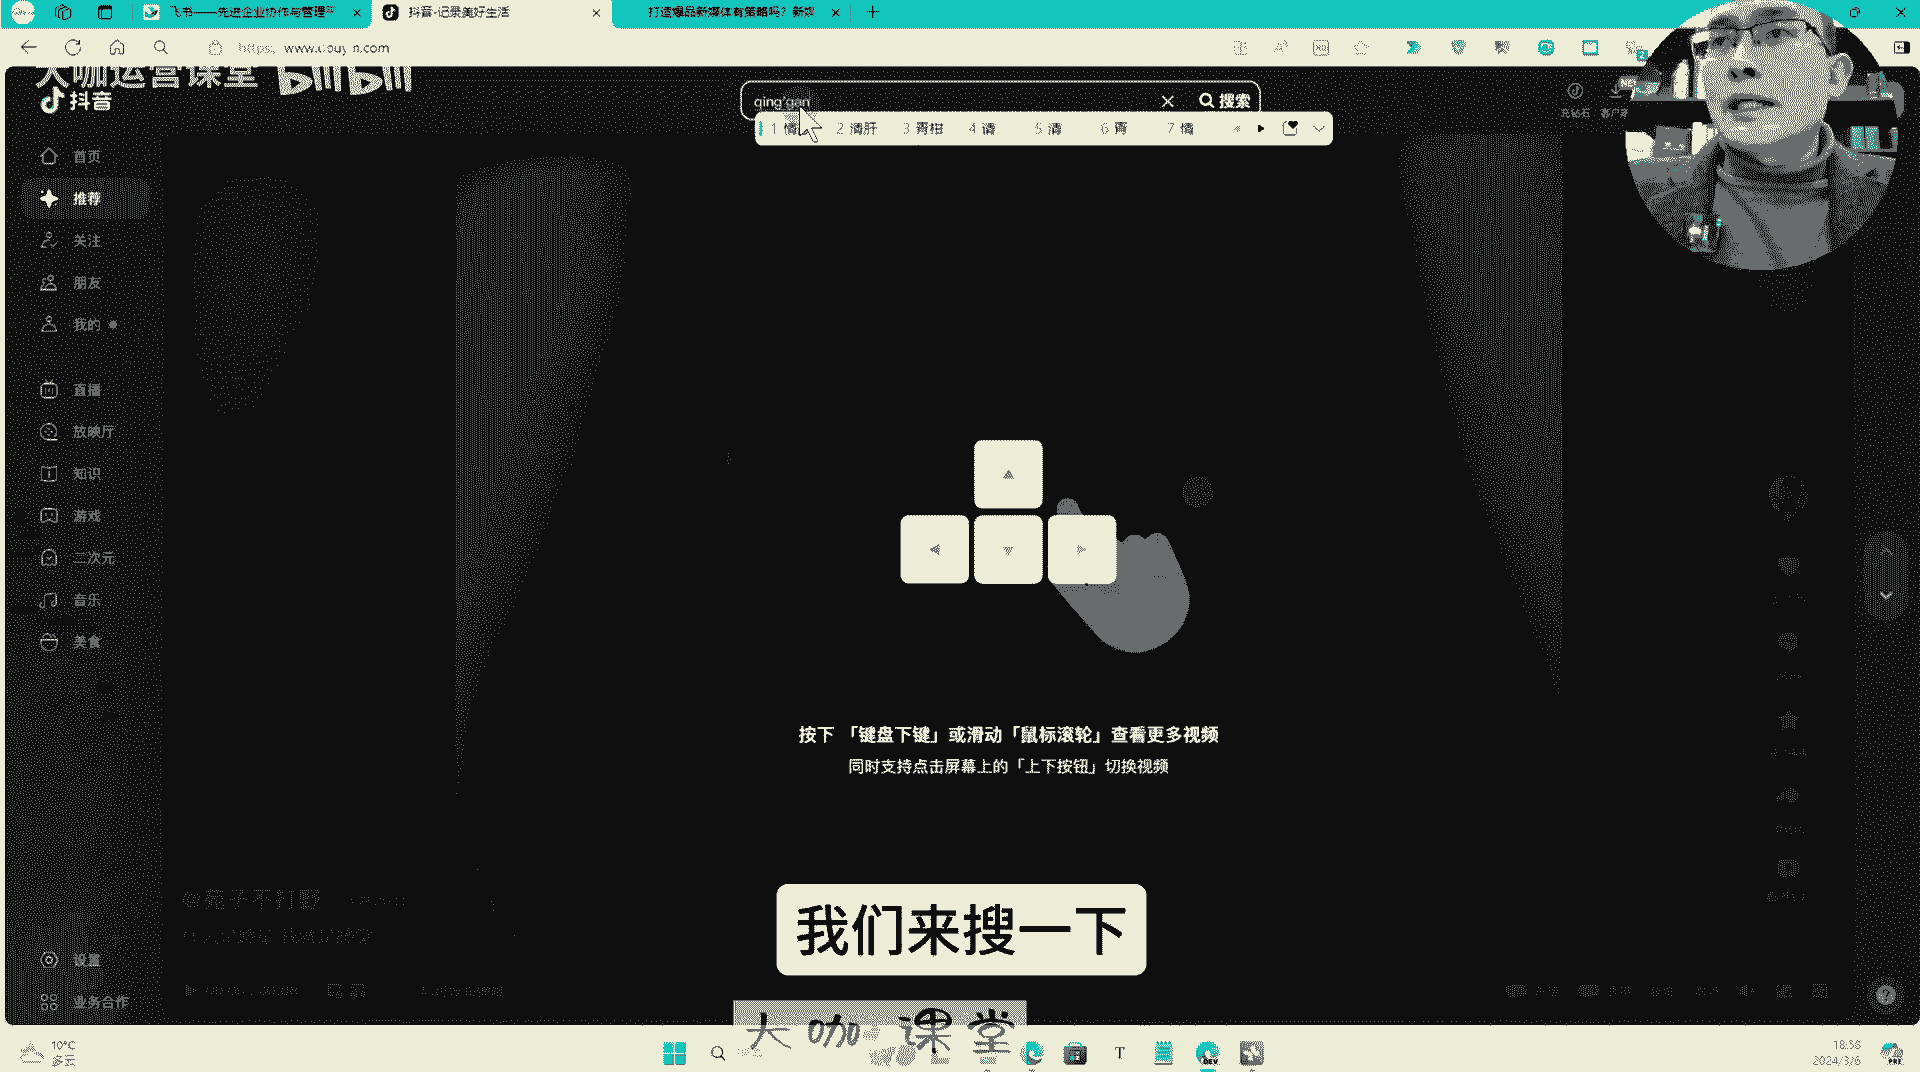 飞书——先进企业协作与管理平
抖音-记录美好生活
打造爆品新媒体有策略吗？新媒
www.douyin.com
大咖运营课堂 bilibili
抖音
qing'gan
搜索
1 情 2 清肝 3 青柑 4 请 5 清 6 青 7 情
首页
推荐
关注
朋友
我的
直播
放映厅
知识
游戏
二次元
音乐
美食
按下 「键盘下键」或滑动「鼠标滚轮」查看更多视频
同时支持点击屏幕上的「上下按钮」切换视频
我们来搜一下
设置
业务合作
大咖课堂
10°C
多云
18:38
2024/3/6